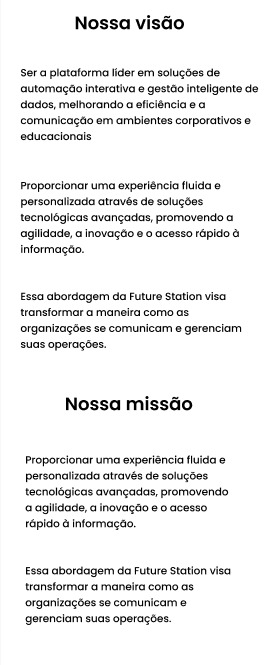 Nossa visão
Ser a plataforma líder em soluções de
automação interativa e gestão inteligente de
dados, melhorando a eficiência e a
comunicação em ambientes corporativos e
educacionais
Proporcionar uma experiência fluida e
personalizada através de soluções
tecnológicas avançadas, promovendo a
agilidade, a inovação e o acesso rápido à
informação.
Essa abordagem da Future Station visa
transformar a maneira como as
organizações se comunicam e gerenciam
suas operações.
Nossa missão
Proporcionar uma experiência fluida e
personalizada através de soluções
tecnológicas avançadas, promovendo
a agilidade, a inovação e o acesso
rápido à informação.
Essa abordagem da Future Station visa
transformar a maneira como as
organizações se comunicam e
gerenciam suas operações.